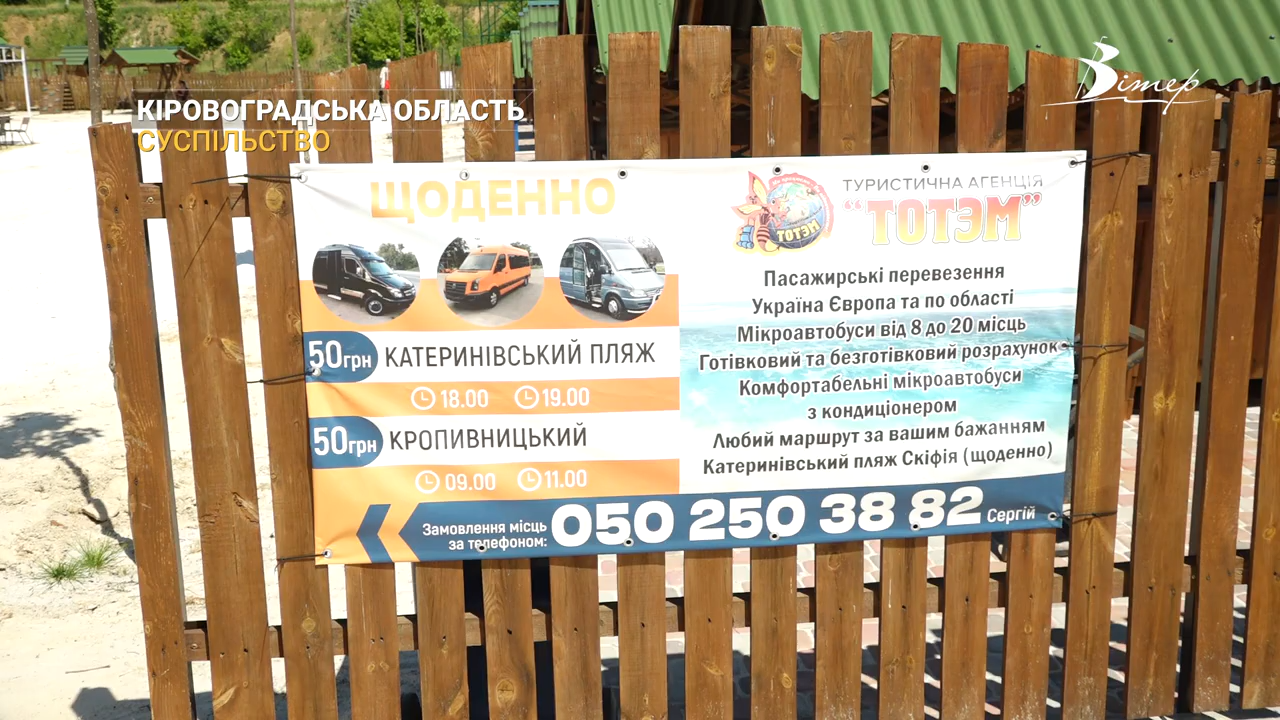 КІРОВОГРАДСЬКА ОБЛАСТЬ
СУСПІЛЬСТВО
Вітер
ЩОДЕННО
50грн КАТЕРИНІВСЬКИЙ ПЛЯЖ
18.00 19.00
50грн КРОПИВНИЦЬКИЙ
09.00 11.00
ТОТЭМ
ТУРИСТИЧНА АГЕНЦІЯ
“ТОТЭМ”
Пасажирські перевезення
Україна Європа та по області
Мікроавтобуси від 8 до 20 місць
Готівковий та безготівковий розрахунок
Комфортабельні мікроавтобуси
з кондиціонером
Любий маршрут за вашим бажанням
Катеринівський пляж Скіфія (щоденно)
Замовлення місць
за телефоном: 050 250 38 82 Сергій